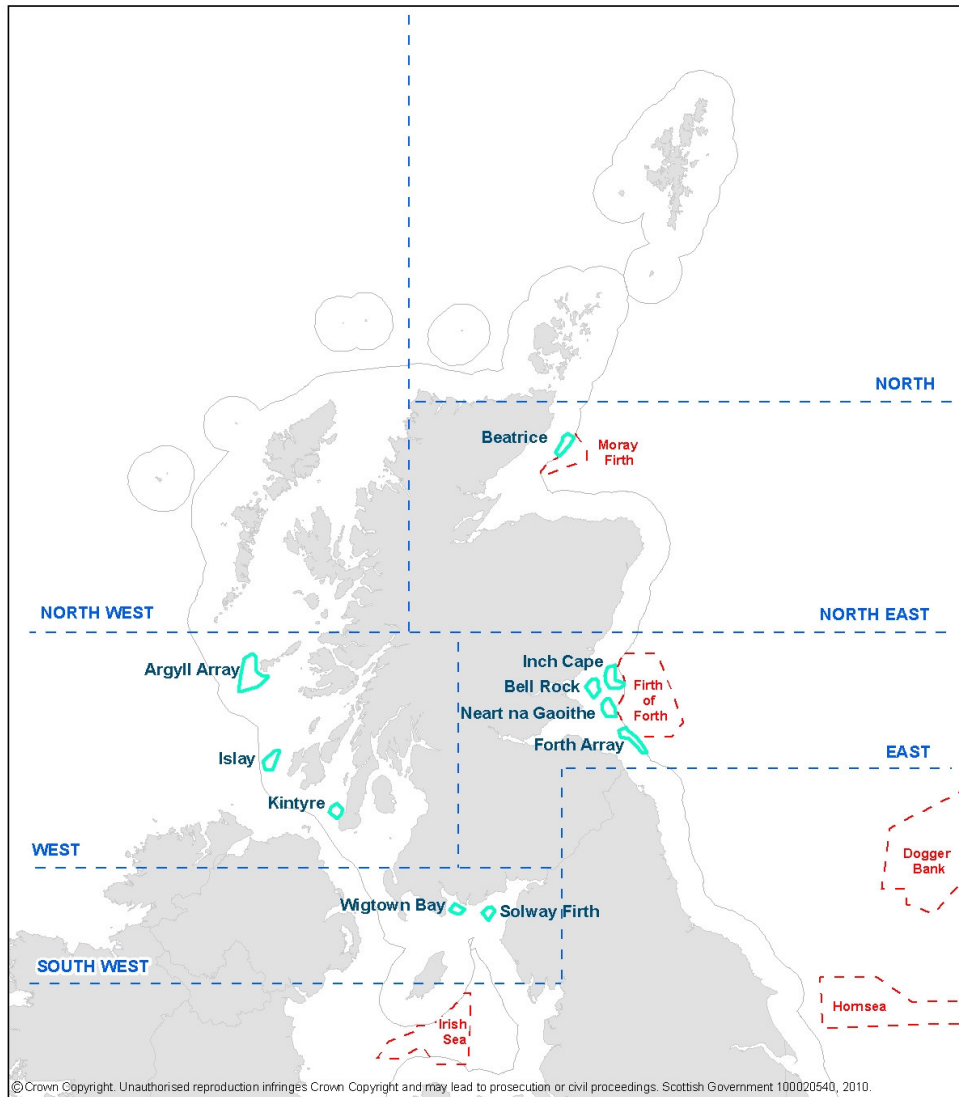 NORTH
Beatrice
Moray
Firth
NORTH WEST
NORTH EAST
Inch Cape
Argyll Array
Bell Rock
Firth
of
Forth
Neart na Gaoithe
Forth Array
EAST
Islay
Kintyre
WEST
Dogger
Bank
Wigtown Bay
Solway Firth
SOUTH WEST
Hornsea
Irish
Sea
© Crown Copyright. Unauthorised reproduction infringes Crown Copyright and may lead to prosecution or civil proceedings. Scottish Government 100020540, 2010.